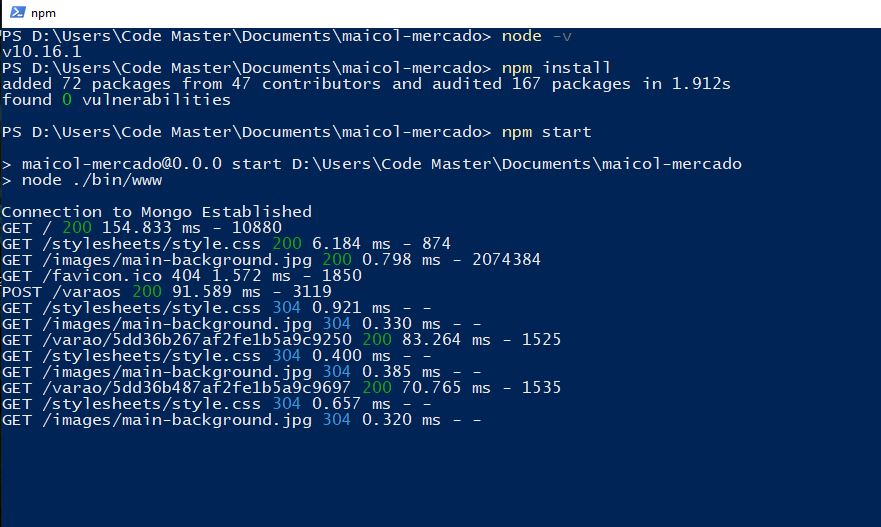 npm
PS D:\Users\Code Master\Documents\maicol-mercado> node -v
v10.16.1
PS D:\Users\Code Master\Documents\maicol-mercado> npm install
added 72 packages from 47 contributors and audited 167 packages in 1.912s
found 0 vulnerabilities
PS D:\Users\Code Master\Documents\maicol-mercado> npm start
> maicol-mercado@0.0.0 start D:\Users\Code Master\Documents\maicol-mercado
> node ./bin/www
Connection to Mongo Established
GET / 200 154.833 ms - 10880
GET /stylesheets/style.css 200 6.184 ms - 874
GET /images/main-background.jpg 200 0.798 ms - 2074384
GET /favicon.ico 404 1.572 ms - 1850
POST /varaos 200 91.589 ms - 3119
GET /stylesheets/style.css 304 0.921 ms - -
GET /images/main-background.jpg 304 0.330 ms - -
GET /varao/5dd36b267af2fe1b5a9c9250 200 83.264 ms - 1525
GET /stylesheets/style.css 304 0.400 ms - -
GET /images/main-background.jpg 304 0.385 ms - -
GET /varao/5dd36b487af2fe1b5a9c9697 200 70.765 ms - 1535
GET /stylesheets/style.css 304 0.657 ms - -
GET /images/main-background.jpg 304 0.320 ms - -